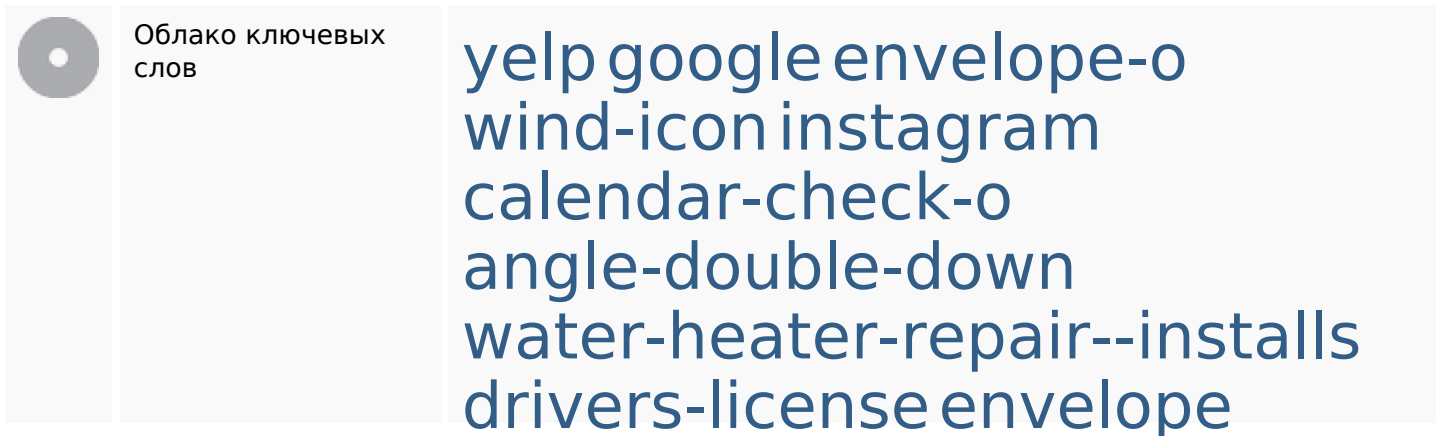 Облако ключевых
слов
yelp google envelope-o
wind-icon instagram
calendar-check-o
angle-double-down
water-heater-repair--installs
drivers-license envelope